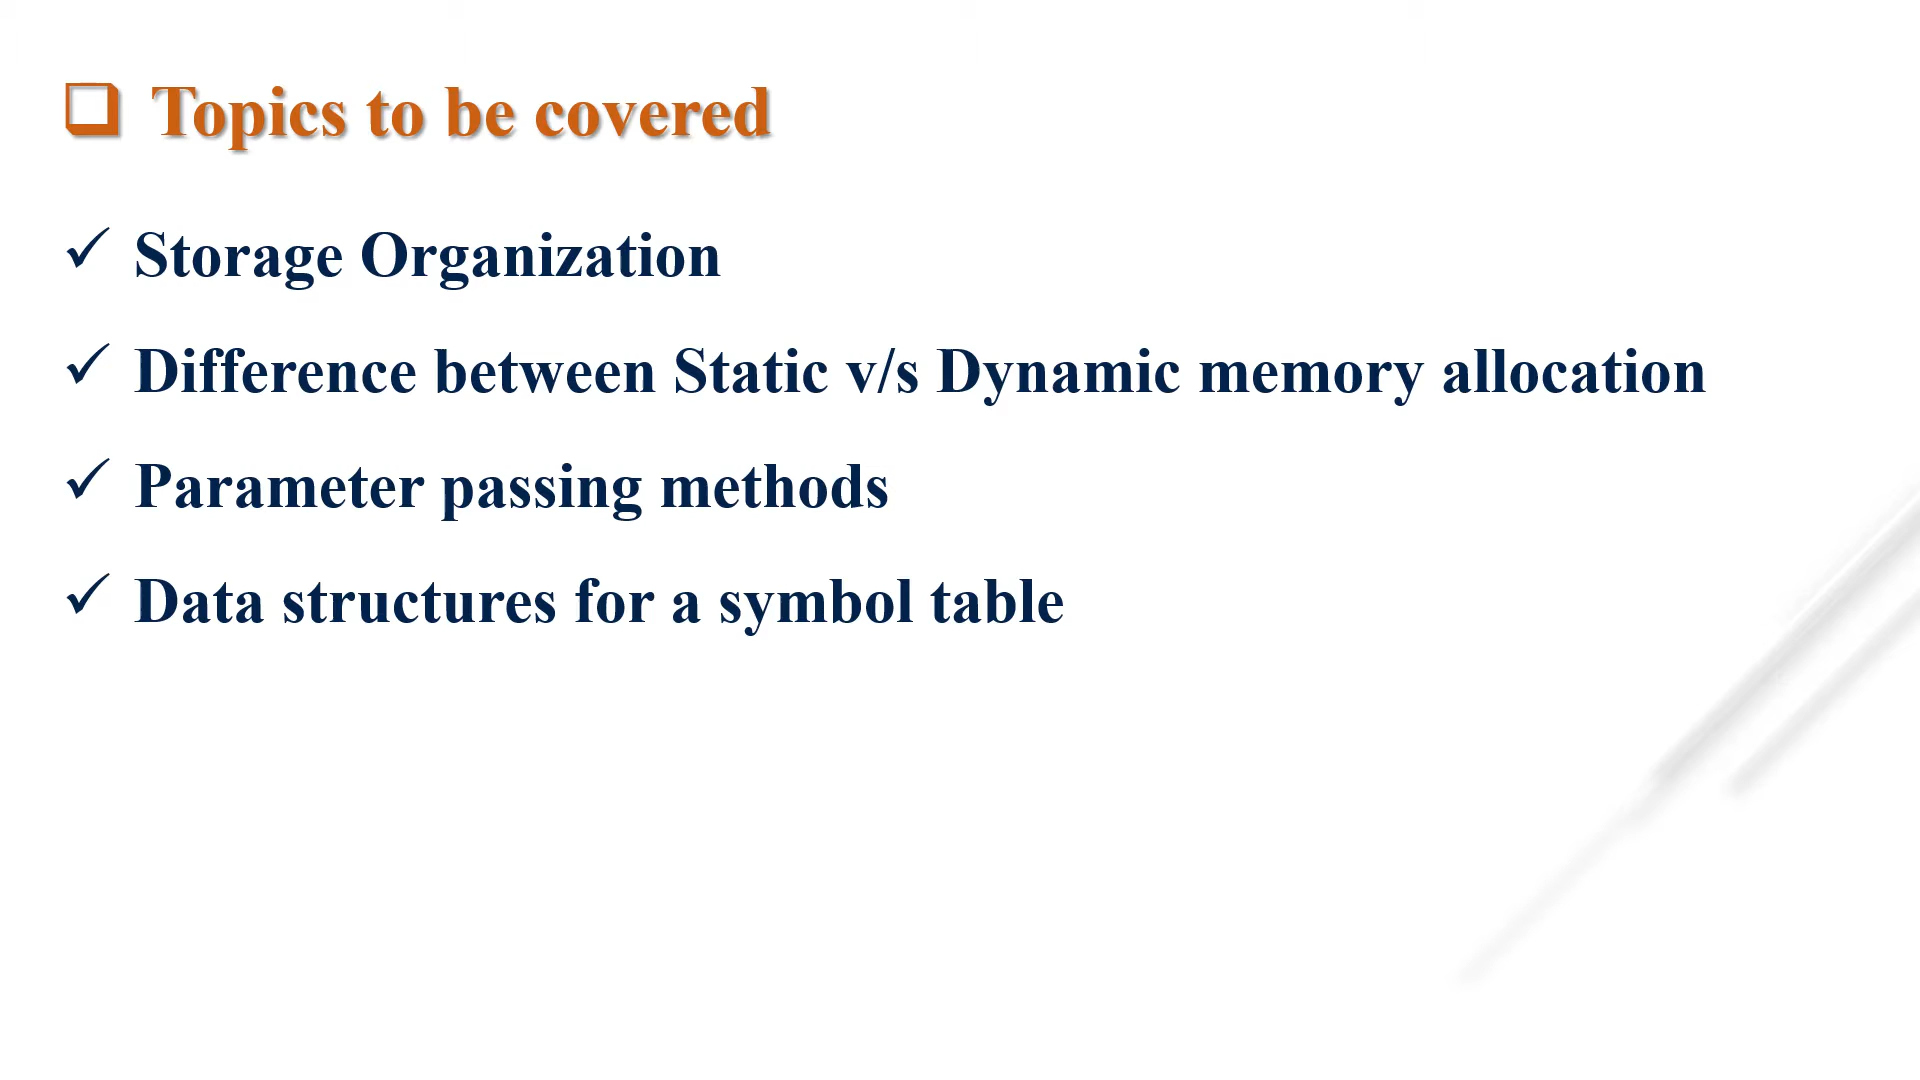 ❑ Topics to be covered
✓ Storage Organization
✓ Difference between Static v/s Dynamic memory allocation
✓ Parameter passing methods
✓ Data structures for a symbol table